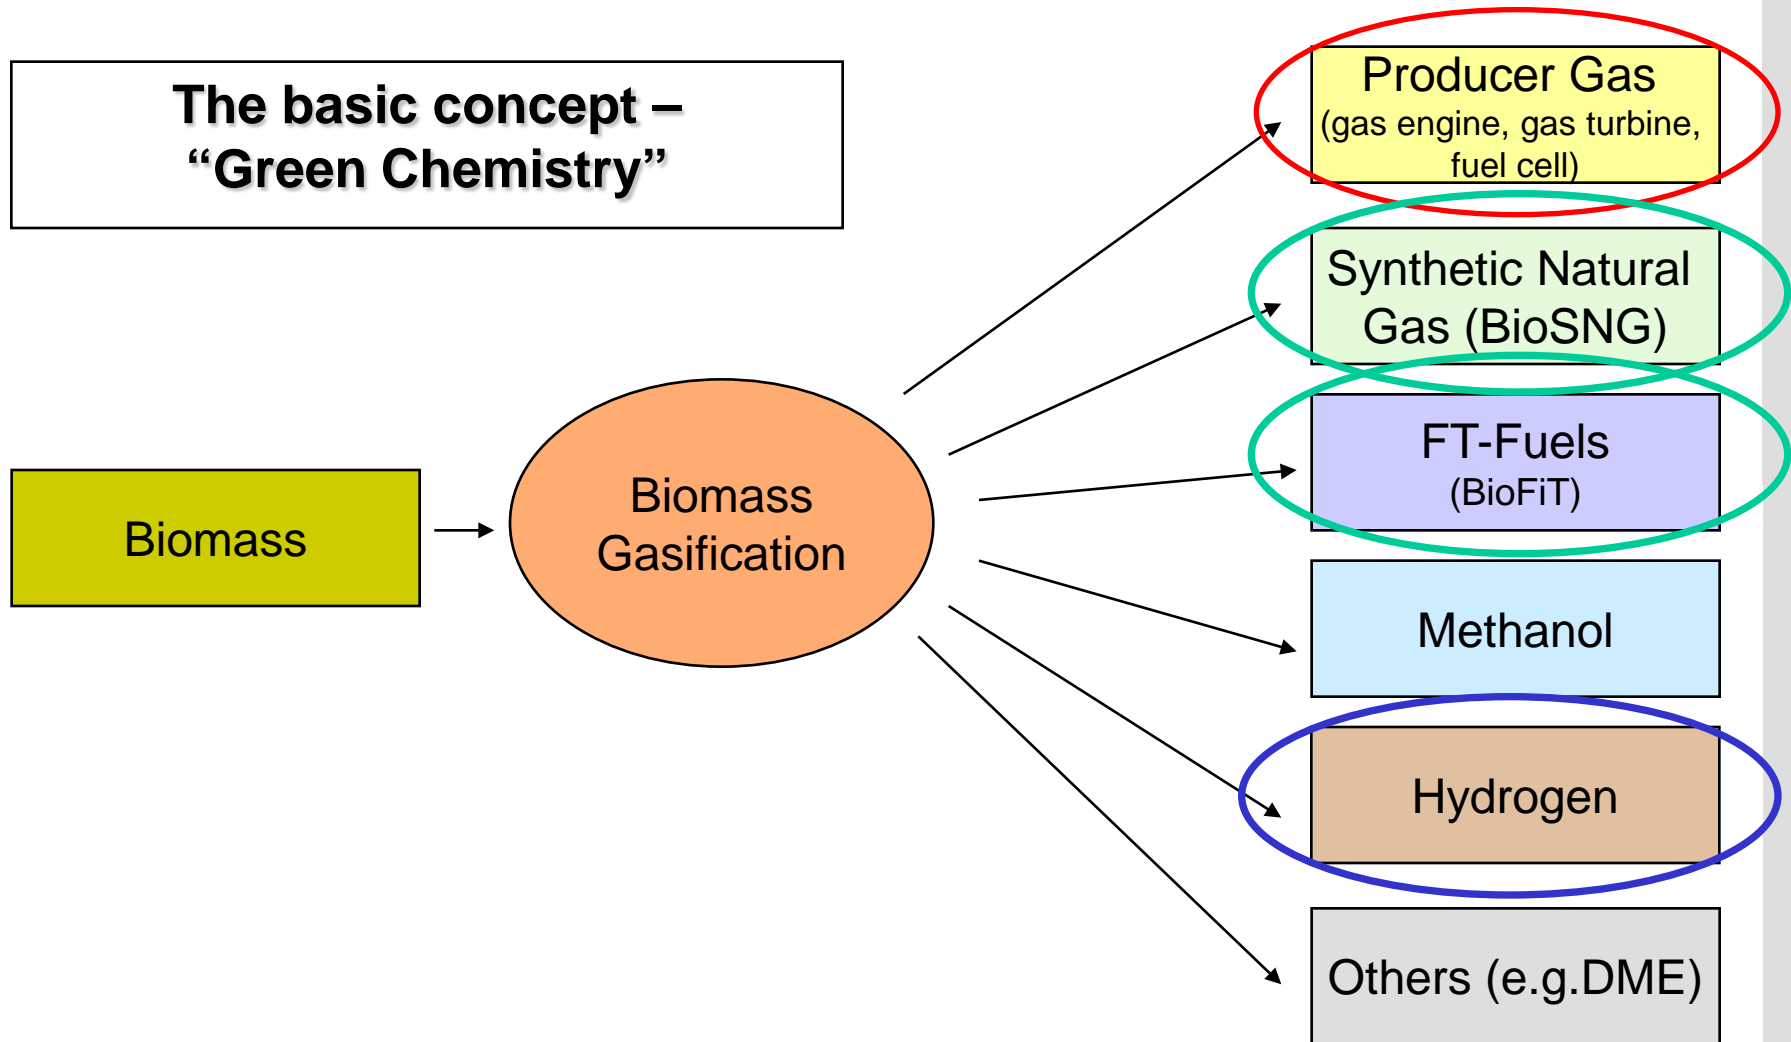 The basic concept –
“Green Chemistry”
Biomass
Biomass
Gasification
Producer Gas
(gas engine, gas turbine,
fuel cell)
Synthetic Natural
Gas (BioSNG)
FT-Fuels
(BioFiT)
Methanol
Hydrogen
Others (e.g.DME)